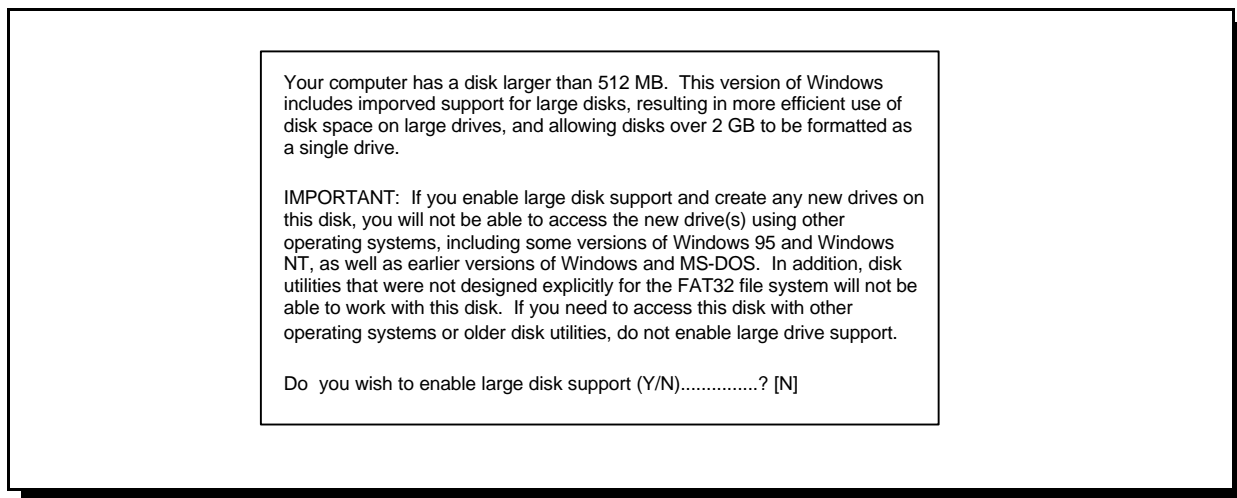 Your computer has a disk larger than 512 MB.  This version of Windows
includes imporved support for large disks, resulting in more efficient use of
disk space on large drives, and allowing disks over 2 GB to be formatted as
a single drive.
IMPORTANT:  If you enable large disk support and create any new drives on
this disk, you will not be able to access the new drive(s) using other
operating systems, including some versions of Windows 95 and Windows
NT, as well as earlier versions of Windows and MS-DOS.  In addition, disk
utilities that were not designed explicitly for the FAT32 file system will not be
able to work with this disk.  If you need to access this disk with other
operating systems or older disk utilities, do not enable large drive support.
Do  you wish to enable large disk support (Y/N)...............? [N]